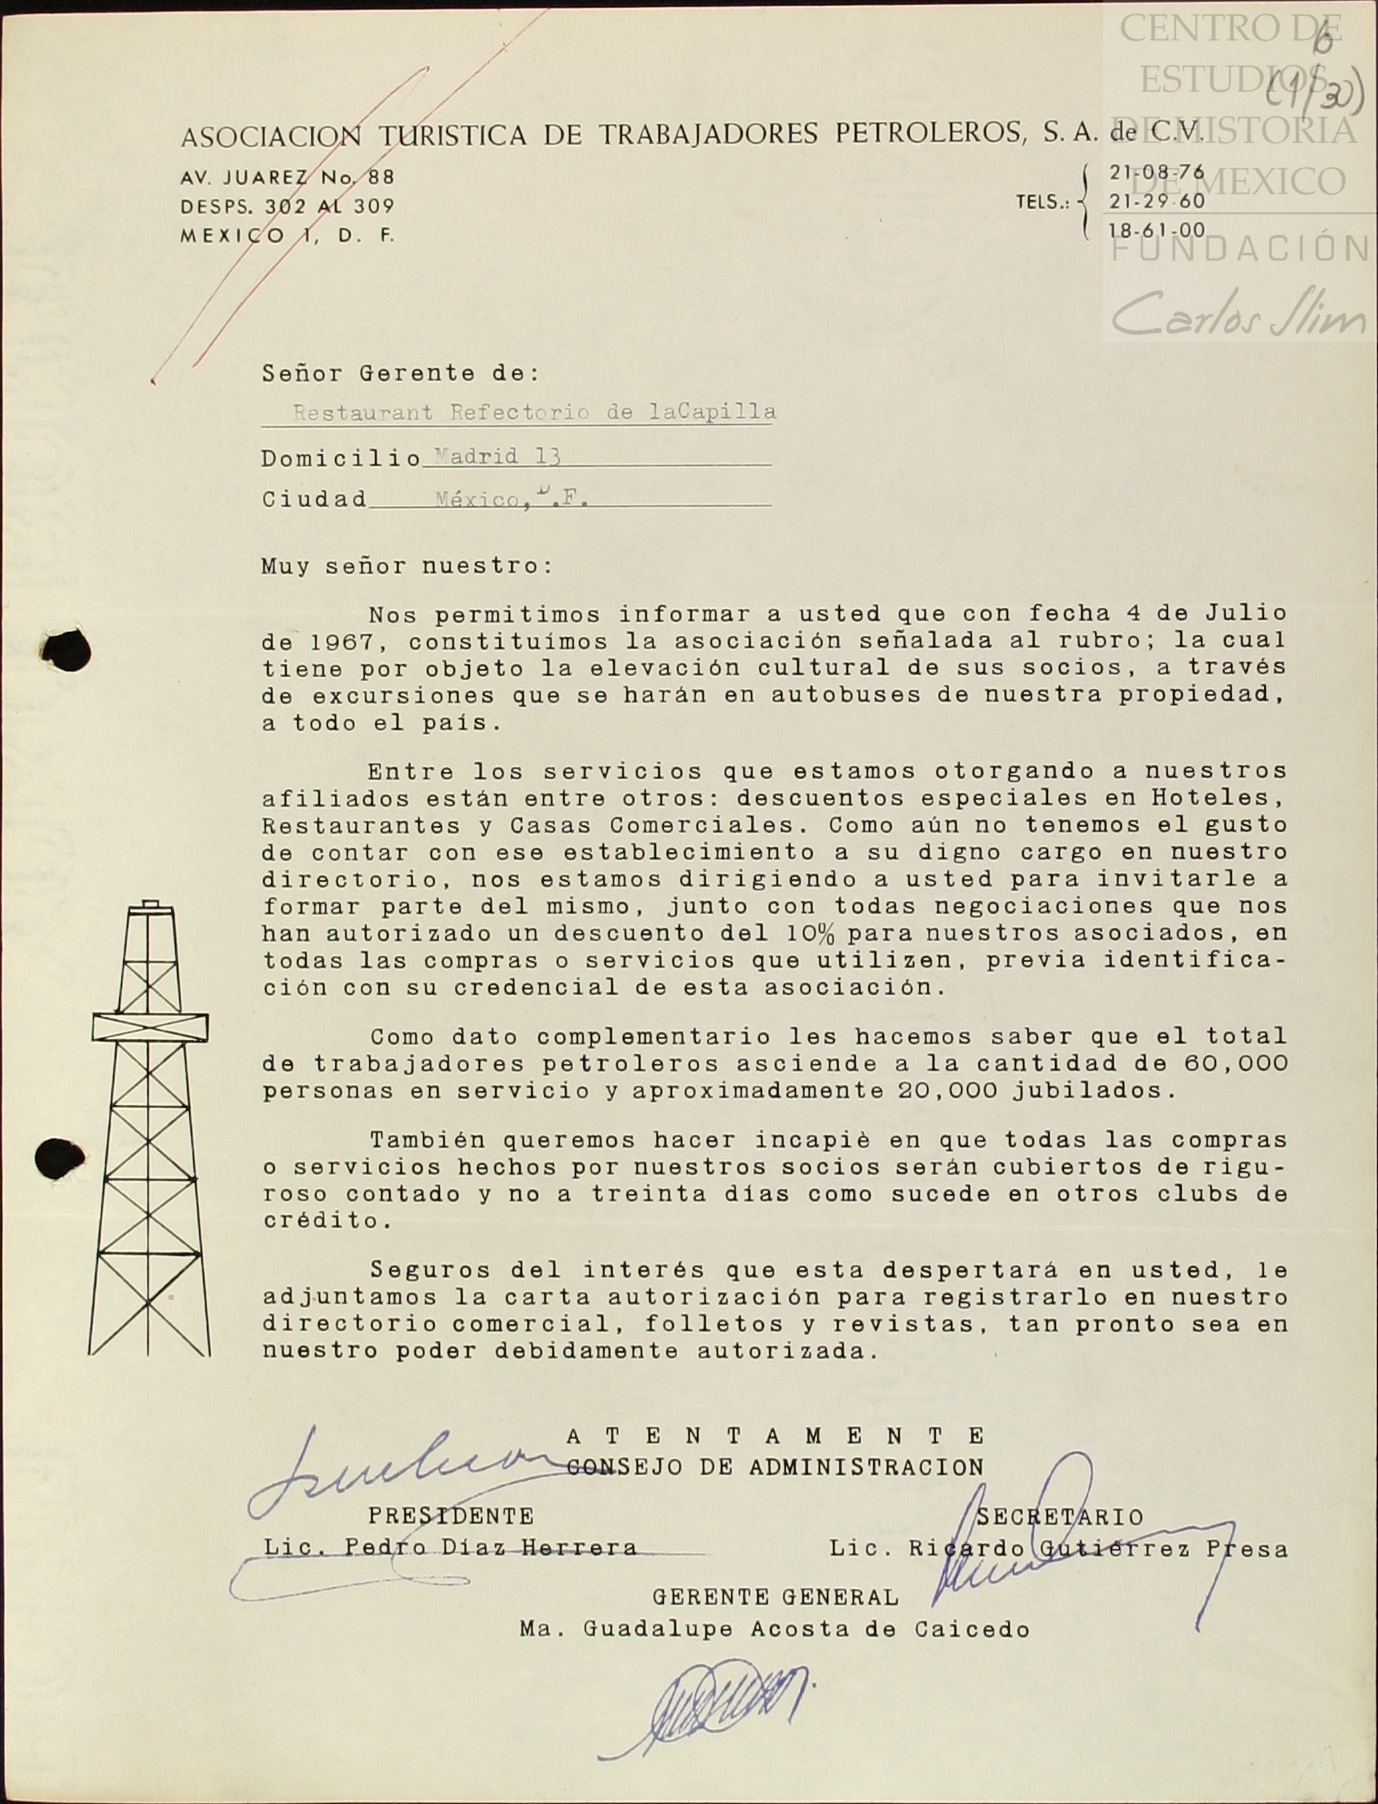 CENTRO DE
ESTUDIOS
DE HISTORIA
DE MEXICO
FUNDACIÓN
Carlos Slim
6
(1/30)
ASOCIACION TURISTICA DE TRABAJADORES PETROLEROS, S. A. de C.V.
AV. JUAREZ No. 88
DESPS. 302 AL 309
MEXICO 1, D. F.
TELS.:
21-08-76
21-29-60
18-61-00
Señor Gerente de:
Restaurant Refectorio de laCapilla
Domicilio Madrid 13
Ciudad México, D.F.
Muy señor nuestro:
Nos permitimos informar a usted que con fecha 4 de Julio
de 1967, constituímos la asociación señalada al rubro; la cual
tiene por objeto la elevación cultural de sus socios, a través
de excursiones que se harán en autobuses de nuestra propiedad,
a todo el país.
Entre los servicios que estamos otorgando a nuestros
afiliados están entre otros: descuentos especiales en Hoteles,
Restaurantes y Casas Comerciales. Como aún no tenemos el gusto
de contar con ese establecimiento a su digno cargo en nuestro
directorio, nos estamos dirigiendo a usted para invitarle a
formar parte del mismo, junto con todas negociaciones que nos
han autorizado un descuento del 10% para nuestros asociados, en
todas las compras o servicios que utilizen, previa identifica-
ción con su credencial de esta asociación.
Como dato complementario les hacemos saber que el total
de trabajadores petroleros asciende a la cantidad de 60,000
personas en servicio y aproximadamente 20,000 jubilados.
También queremos hacer incapiè en que todas las compras
o servicios hechos por nuestros socios serán cubiertos de rigu-
roso contado y no a treinta días como sucede en otros clubs de
crédito.
Seguros del interés que esta despertará en usted, le
adjuntamos la carta autorización para registrarlo en nuestro
directorio comercial, folletos y revistas, tan pronto sea en
nuestro poder debidamente autorizada.
A T E N T A M E N T E
CONSEJO DE ADMINISTRACION
PRESIDENTE
Lic. Pedro Díaz Herrera
SECRETARIO
Lic. Ricardo Gutiérrez Presa
GERENTE GENERAL
Ma. Guadalupe Acosta de Caicedo